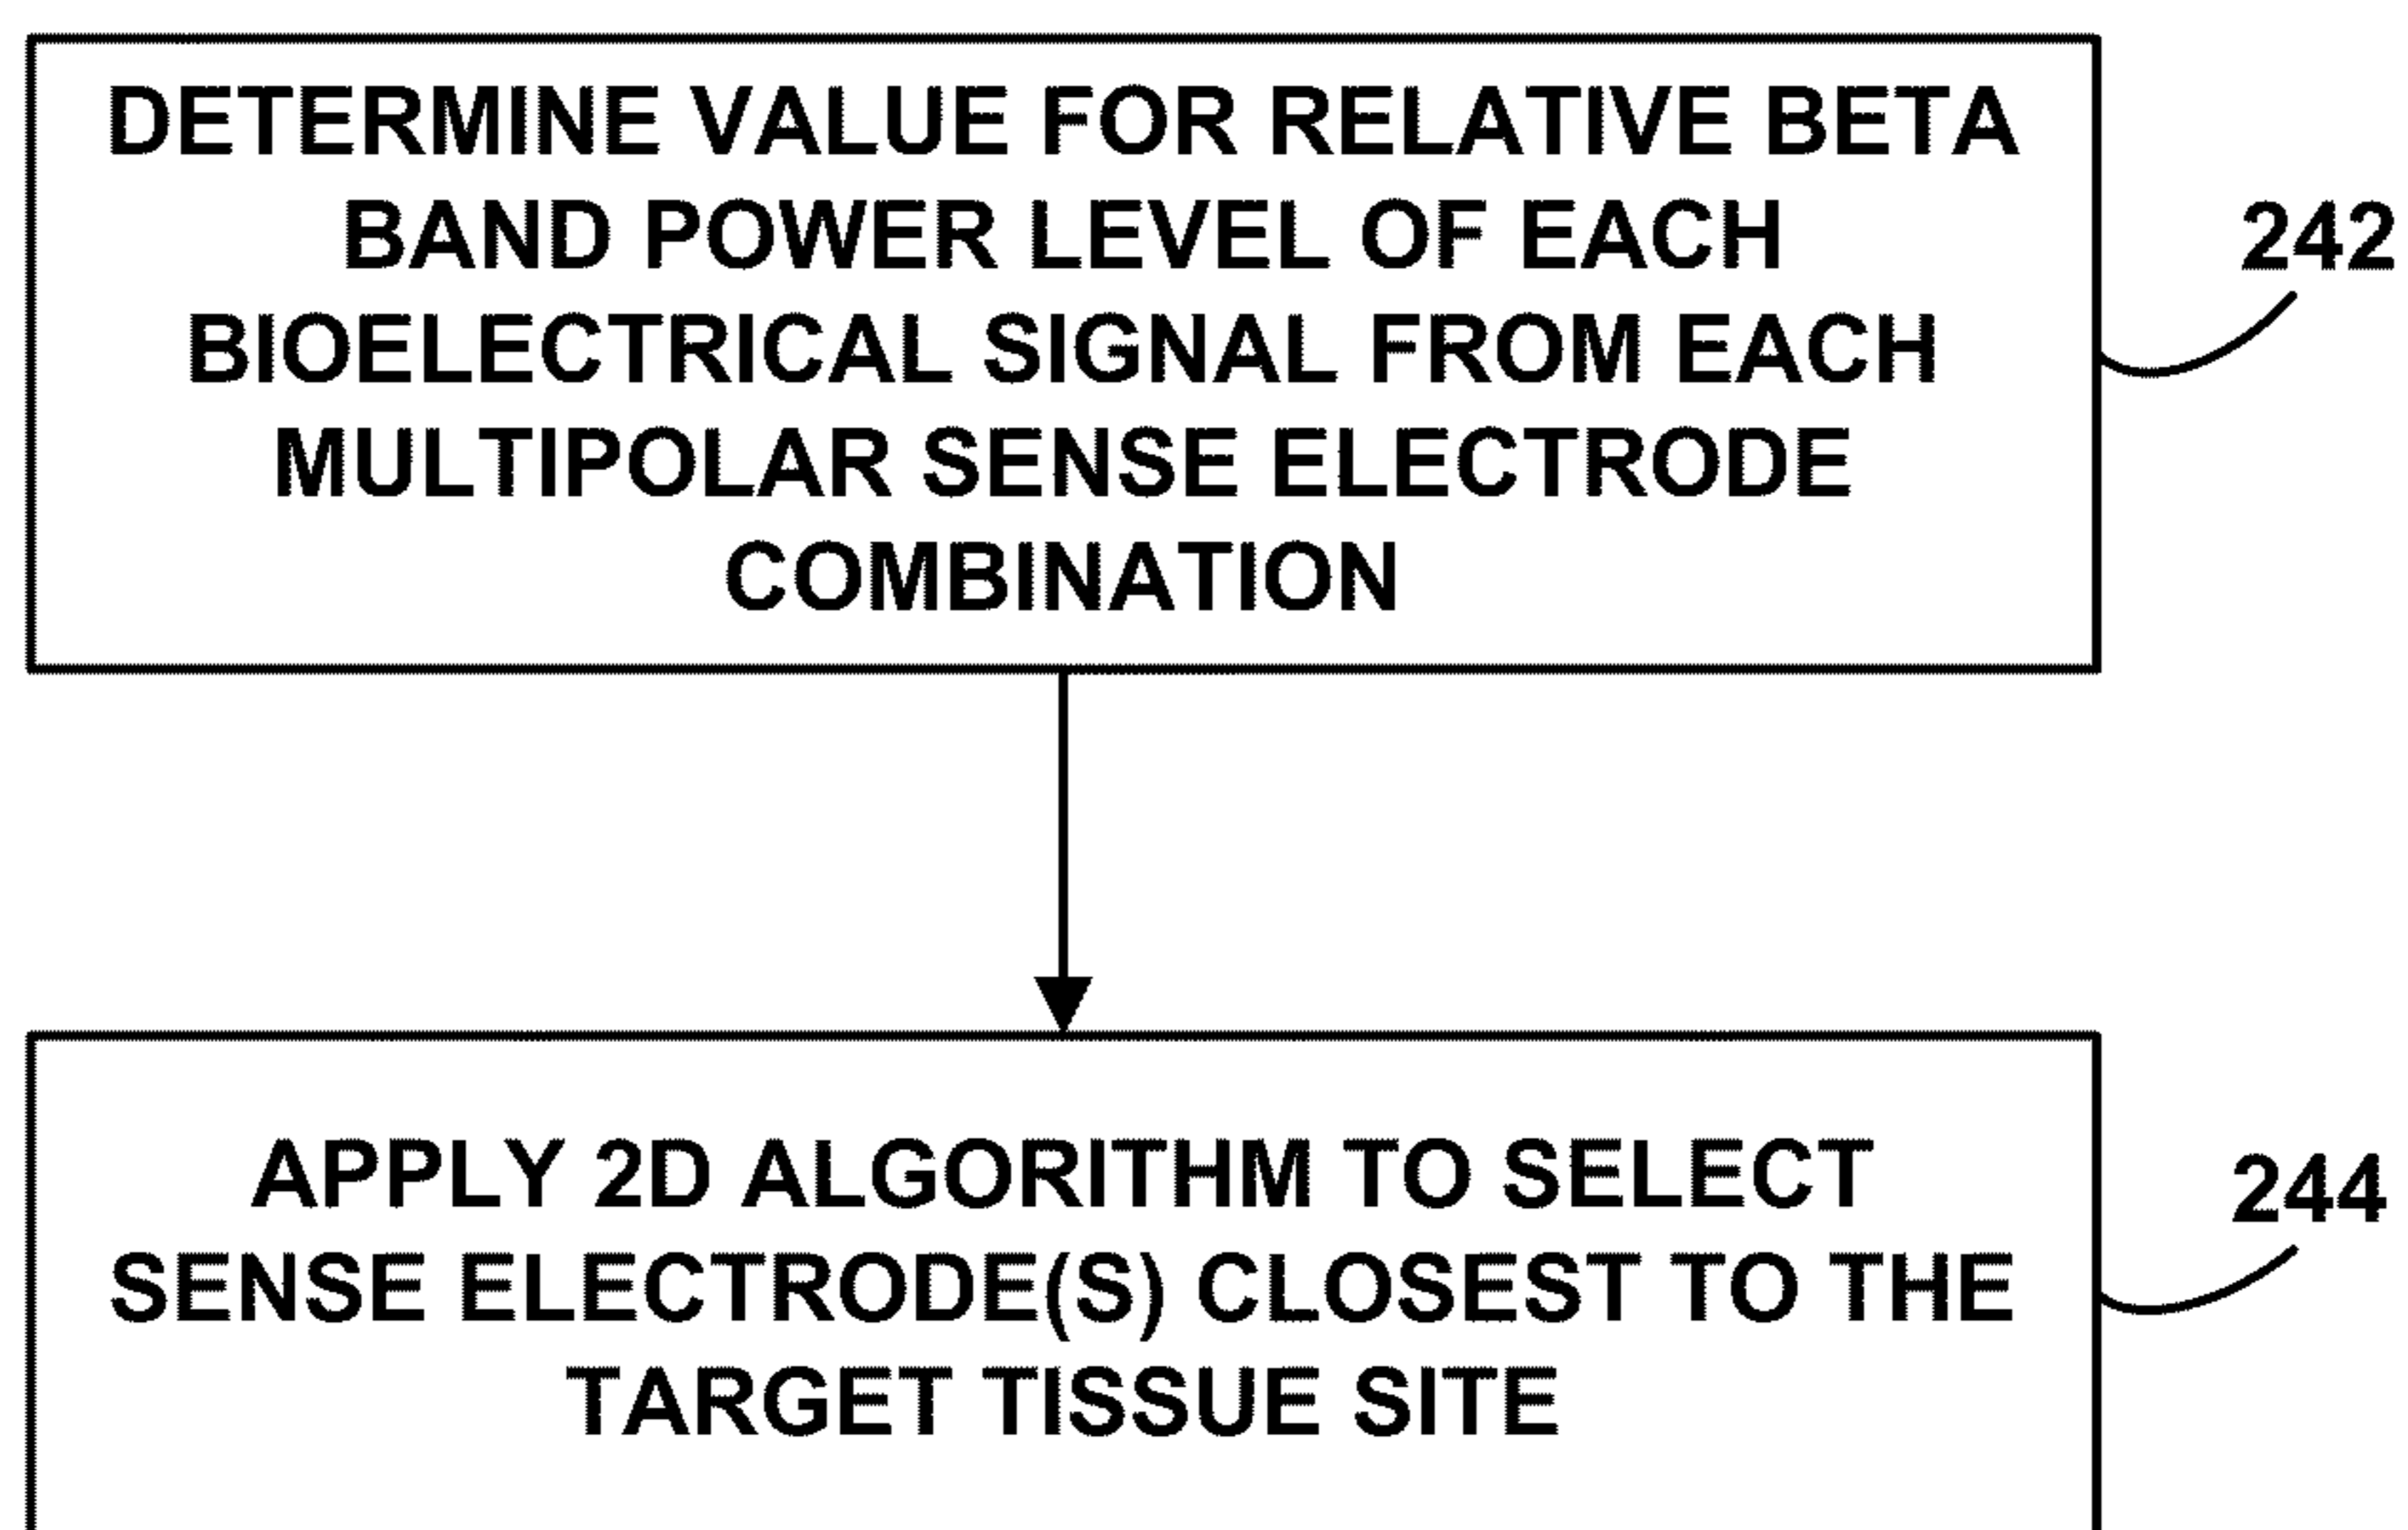 DETERMINE VALUE FOR RELATIVE BETA
BAND POWER LEVEL OF EACH
BIOELECTRICAL SIGNAL FROM EACH
MULTIPOLAR SENSE ELECTRODE
COMBINATION
242
APPLY 2D ALGORITHM TO SELECT
SENSE ELECTRODE(S) CLOSEST TO THE
TARGET TISSUE SITE
244